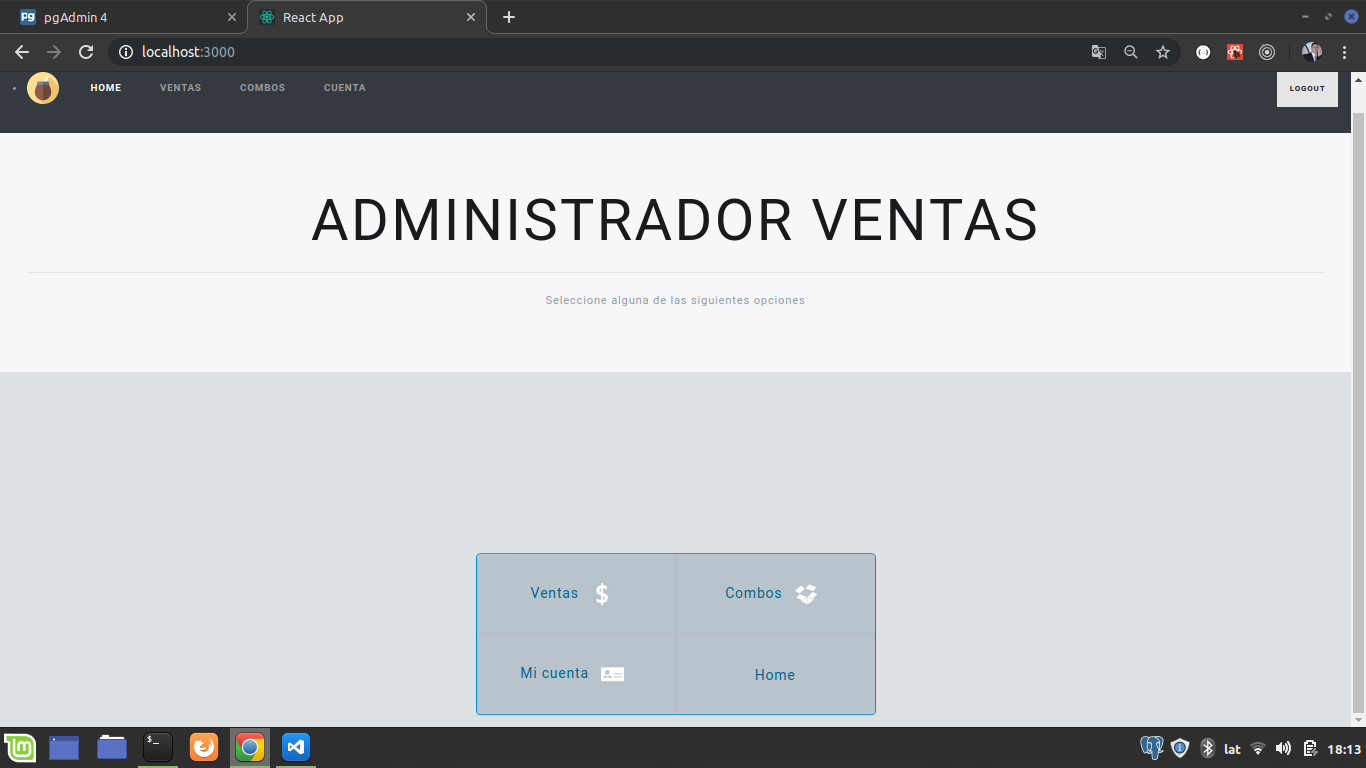 pgAdmin 4
React App
localhost:3000
HOME VENTAS COMBOS CUENTA LOGOUT
ADMINISTRADOR VENTAS
Seleccione alguna de las siguientes opciones
Ventas $ Combos
Mi cuenta Home
lat 18:13